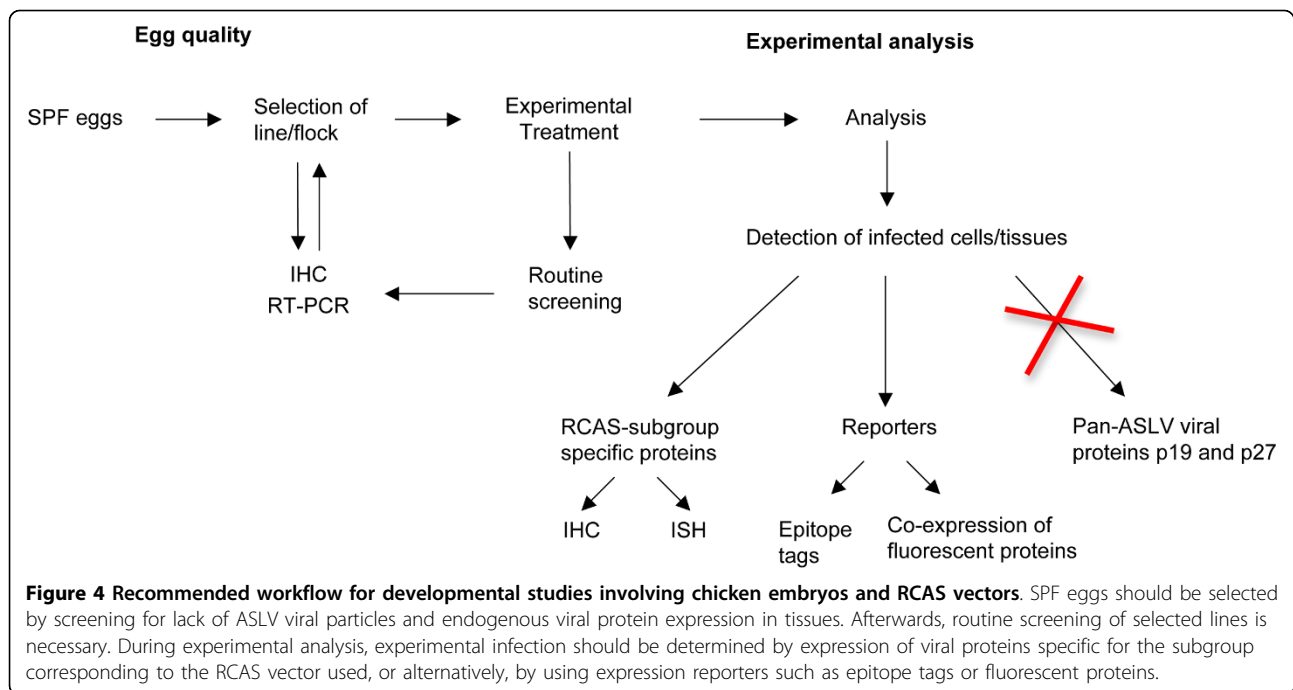 Egg quality
Experimental analysis
SPF eggs
Selection of
line/flock
Experimental
Treatment
Analysis
IHC
RT-PCR
Routine
screening
Detection of infected cells/tissues
RCAS-subgroup
specific proteins
Reporters
Pan-ASLV viral
proteins p19 and p27
IHC
ISH
Epitope
tags
Co-expression of
fluorescent proteins
Figure 4 Recommended workflow for developmental studies involving chicken embryos and RCAS vectors. SPF eggs should be selected
by screening for lack of ASLV viral particles and endogenous viral protein expression in tissues. Afterwards, routine screening of selected lines is
necessary. During experimental analysis, experimental infection should be determined by expression of viral proteins specific for the subgroup
corresponding to the RCAS vector used, or alternatively, by using expression reporters such as epitope tags or fluorescent proteins.